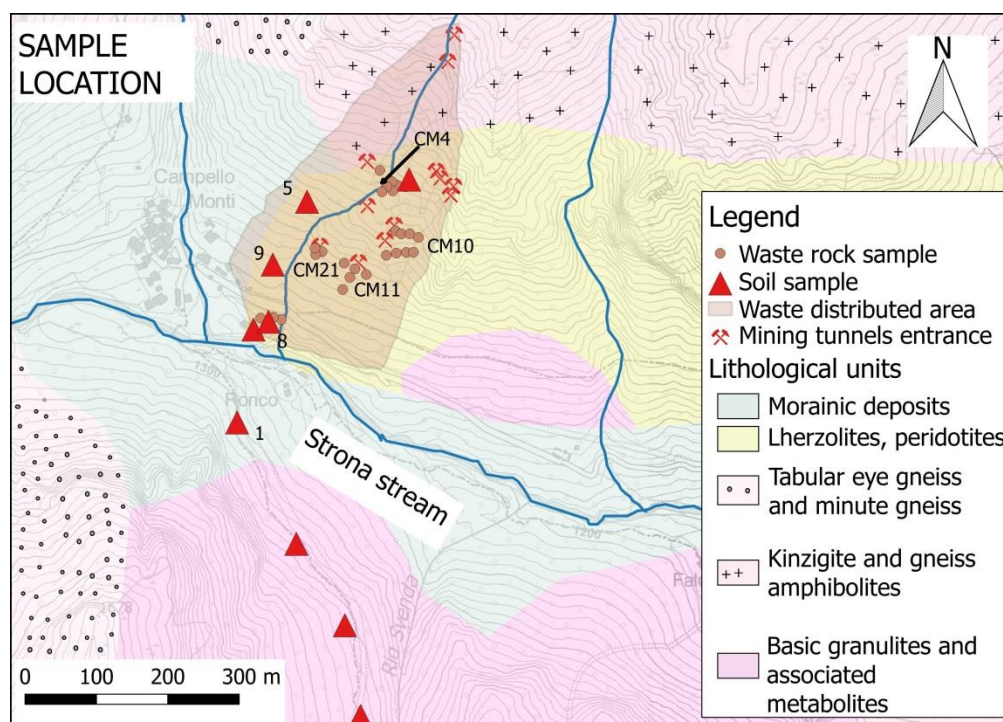 SAMPLE
LOCATION
N
CM4
5
Campello
Monti
9
CM10
CM21
CM11
8
1300
Ronco
1
Strona stream
1200
Rio Svenda
1678
0 100 200 300 m
Legend
Waste rock sample
Soil sample
Waste distributed area
Mining tunnels entrance
Lithological units
Morainic deposits
Lherzolites, peridotites
Tabular eye gneiss
and minute gneiss
Kinzigite and gneiss
amphibolites
Basic granulites and
associated
metabolites